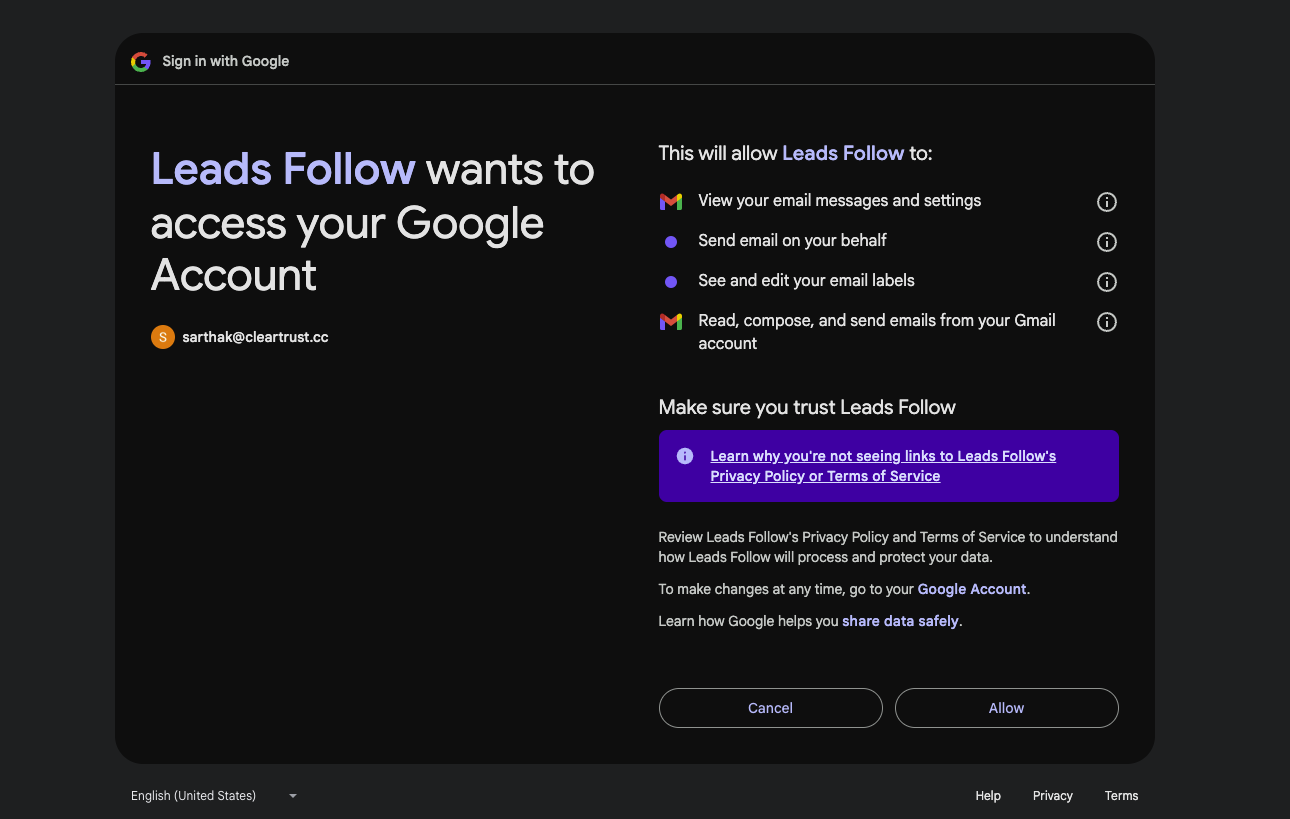 Sign in with Google
Leads Follow wants to
access your Google
Account
S
sarthak@cleartrust.cc
This will allow Leads Follow to:
View your email messages and settings
Send email on your behalf
See and edit your email labels
Read, compose, and send emails from your Gmail
account
Make sure you trust Leads Follow
Learn why you're not seeing links to Leads Follow's
Privacy Policy or Terms of Service
Review Leads Follow's Privacy Policy and Terms of Service to understand
how Leads Follow will process and protect your data.
To make changes at any time, go to your Google Account.
Learn how Google helps you share data safely.
Cancel
Allow
English (United States)
Help
Privacy
Terms